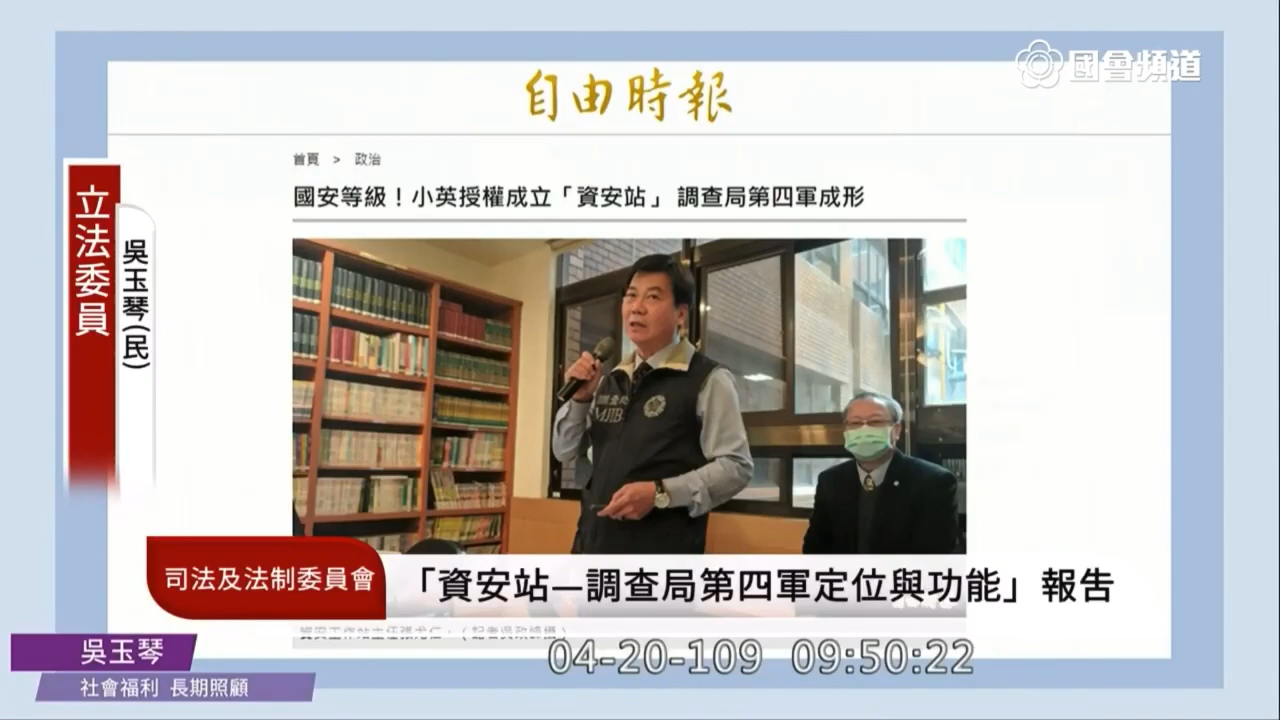 國會頻道
自由時報
首頁 > 政治
國安等級！小英授權成立「資安站」 調查局第四軍成形
立法委員
吳玉琴(民)
MJIB
司法及法制委員會
「資安站—調查局第四軍定位與功能」報告
吳玉琴
社會福利 長期照顧
04-20-109 09:50:22